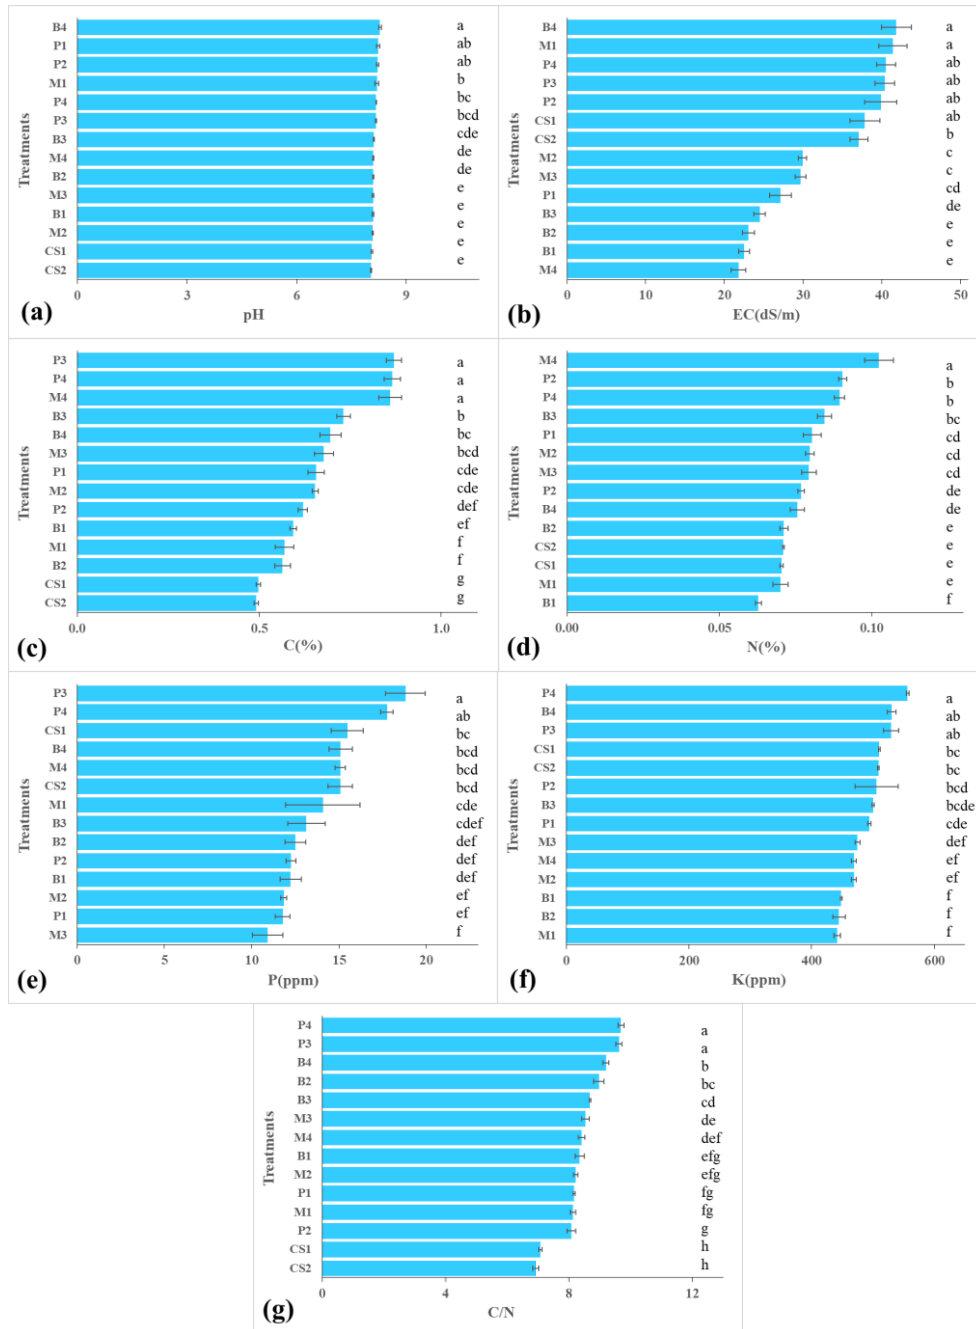 B4 a
P1 ab
P2 ab
M1 b
P4 bc
P3 bcd
B3 cde
M4 de
B2 de
M3 e
B1 e
M2 e
CS1 e
CS2 e
Treatments
0 3 6 9
(a) pH
B4 a
M1 a
P4 ab
P3 ab
P2 ab
CS1 ab
CS2 b
M2 c
M3 c
P1 cd
B3 de
B2 e
B1 e
M4 e
Treatments
0 10 20 30 40 50
(b) EC(dS/m)
P3 a
P4 a
M4 a
B3 b
B4 bc
M3 bcd
P1 cde
M2 cde
P2 def
B1 ef
M1 f
B2 f
CS1 g
CS2 g
Treatments
0.0 0.5 1.0
(c) C(%)
M4 a
P2 b
P4 b
B3 bc
P1 cd
M2 cd
M3 cd
P2 de
B4 de
B2 e
CS2 e
CS1 e
M1 e
B1 f
Treatments
0.00 0.05 0.10
(d) N(%)
P3 a
P4 ab
CS1 bc
B4 bcd
M4 bcd
CS2 bcd
M1 cde
B3 cdef
B2 def
P2 def
B1 def
M2 ef
P1 ef
M3 f
Treatments
0 5 10 15 20
(e) P(ppm)
P4 a
B4 ab
P3 ab
CS1 bc
CS2 bc
P2 bcd
B3 bcde
P1 cde
M3 def
M4 ef
M2 ef
B1 f
B2 f
M1 f
Treatments
0 200 400 600
(f) K(ppm)
P4 a
P3 a
B4 b
B2 bc
B3 cd
M3 de
M4 def
B1 efg
M2 efg
P1 fg
M1 fg
P2 g
CS1 h
CS2 h
Treatments
0 4 8 12
(g) C/N